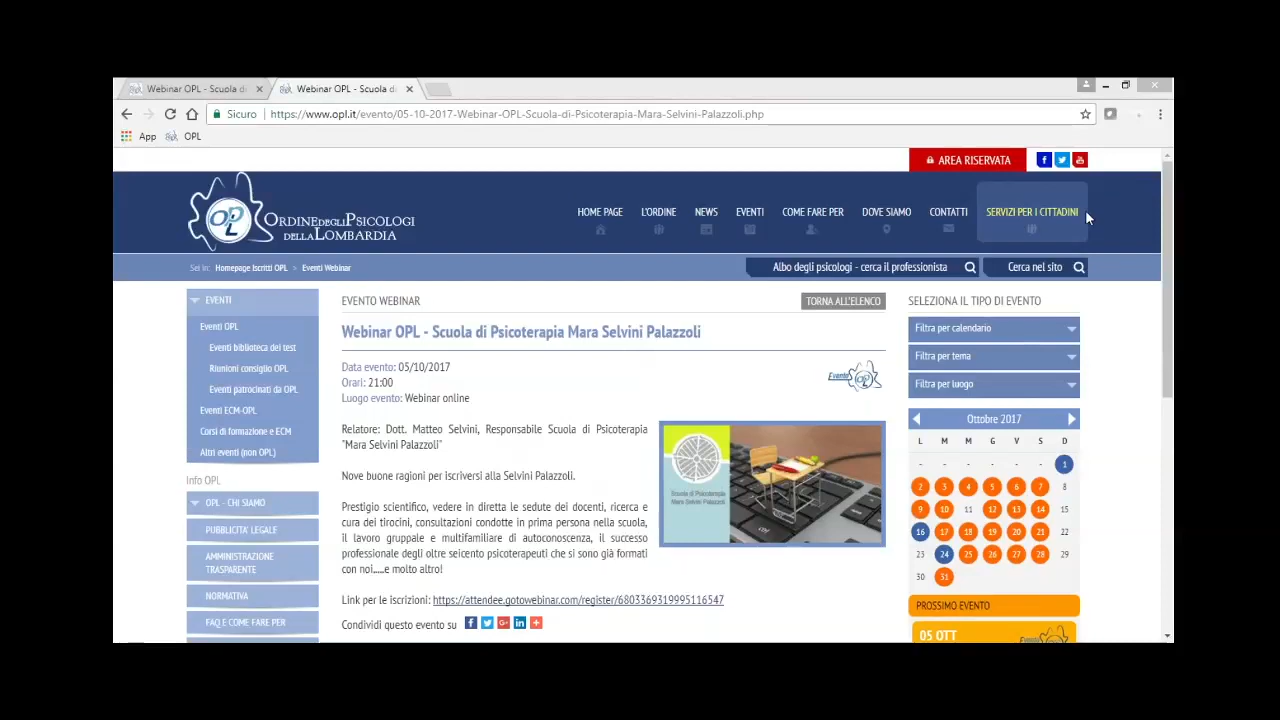 Webinar OPL - Scuola di
Webinar OPL - Scuola di
Sicuro
https://www.opl.it/evento/05-10-2017-Webinar-OPL-Scuola-di-Psicoterapia-Mara-Selvini-Palazzoli.php
App
OPL
AREA RISERVATA
OPL
ORDINE DEGLI PSICOLOGI
DELLA LOMBARDIA
HOME PAGE
L'ORDINE
NEWS
EVENTI
COME FARE PER
DOVE SIAMO
CONTATTI
SERVIZI PER I CITTADINI
Sei in: Homepage Iscritti OPL > Eventi Webinar
Albo degli psicologi - cerca il professionista
Cerca nel sito
EVENTI
Eventi OPL
Eventi biblioteca dei test
Riunioni consiglio OPL
Eventi patrocinati da OPL
Eventi ECM-OPL
Corsi di formazione e ECM
Altri eventi (non OPL)
Info OPL
OPL - CHI SIAMO
PUBBLICITA' LEGALE
AMMINISTRAZIONE
TRASPARENTE
NORMATIVA
FAQ E COME FARE PER
EVENTO WEBINAR
TORNA ALL'ELENCO
Webinar OPL - Scuola di Psicoterapia Mara Selvini Palazzoli
Data evento: 05/10/2017
Orari: 21:00
Luogo evento: Webinar online
Evento OPL
Relatore: Dott. Matteo Selvini, Responsabile Scuola di Psicoterapia
"Mara Selvini Palazzoli"
Nove buone ragioni per iscriversi alla Selvini Palazzoli.
Prestigio scientifico, vedere in diretta le sedute dei docenti, ricerca e
cura dei tirocini, consultazioni condotte in prima persona nella scuola,
il lavoro gruppale e multifamiliare di autoconoscenza, il successo
professionale degli oltre seicento psicoterapeuti che si sono già formati
con noi.....e molto altro!
Scuola di Psicoterapia
Mara Selvini Palazzoli
Link per le iscrizioni: https://attendee.gotowebinar.com/register/6803369319995116547
Condividi questo evento su
SELEZIONA IL TIPO DI EVENTO
Filtra per calendario
Filtra per tema
Filtra per luogo
Ottobre 2017
L M M G V S D
- - - - - - 1
2 3 4 5 6 7 8
9 10 11 12 13 14 15
16 17 18 19 20 21 22
23 24 25 26 27 28 29
30 31
PROSSIMO EVENTO
05 OTT